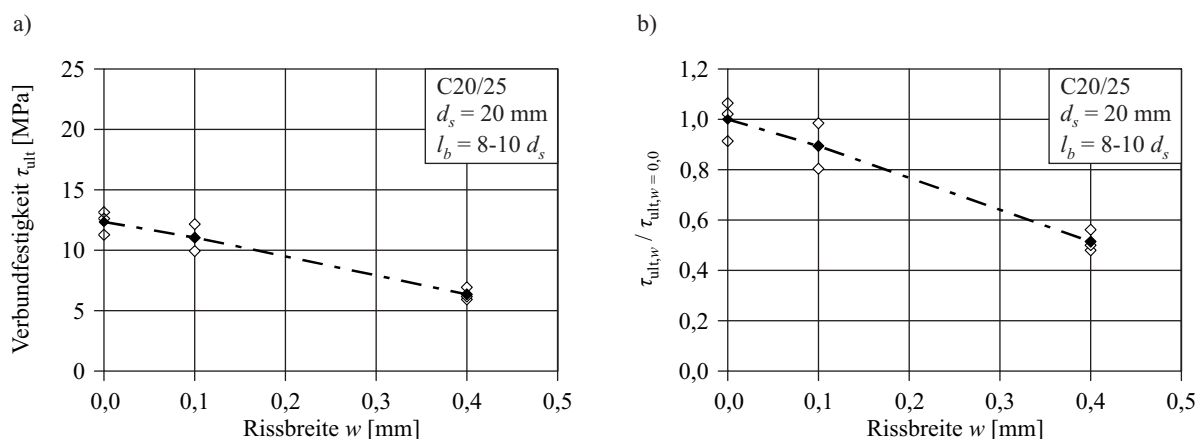 a)
Verbundfestigkeit τult [MPa]
25
20
15
10
5
0
C20/25
ds = 20 mm
lb = 8-10 ds
0,0 0,1 0,2 0,3 0,4 0,5
Rissbreite w [mm]
b)
τult,w / τult,w = 0,0
1,2
1,0
0,8
0,6
0,4
0,2
0,0
C20/25
ds = 20 mm
lb = 8-10 ds
0,0 0,1 0,2 0,3 0,4 0,5
Rissbreite w [mm]